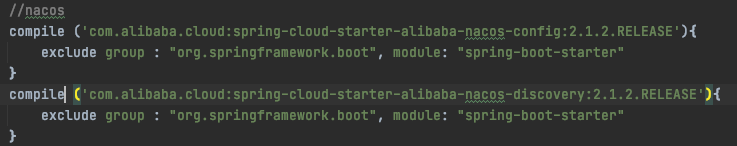 //nacos
compile ('com.alibaba.cloud:spring-cloud-starter-alibaba-nacos-config:2.1.2.RELEASE'){
    exclude group : "org.springframework.boot", module: "spring-boot-starter"
}
compile ('com.alibaba.cloud:spring-cloud-starter-alibaba-nacos-discovery:2.1.2.RELEASE'){
    exclude group : "org.springframework.boot", module: "spring-boot-starter"
}